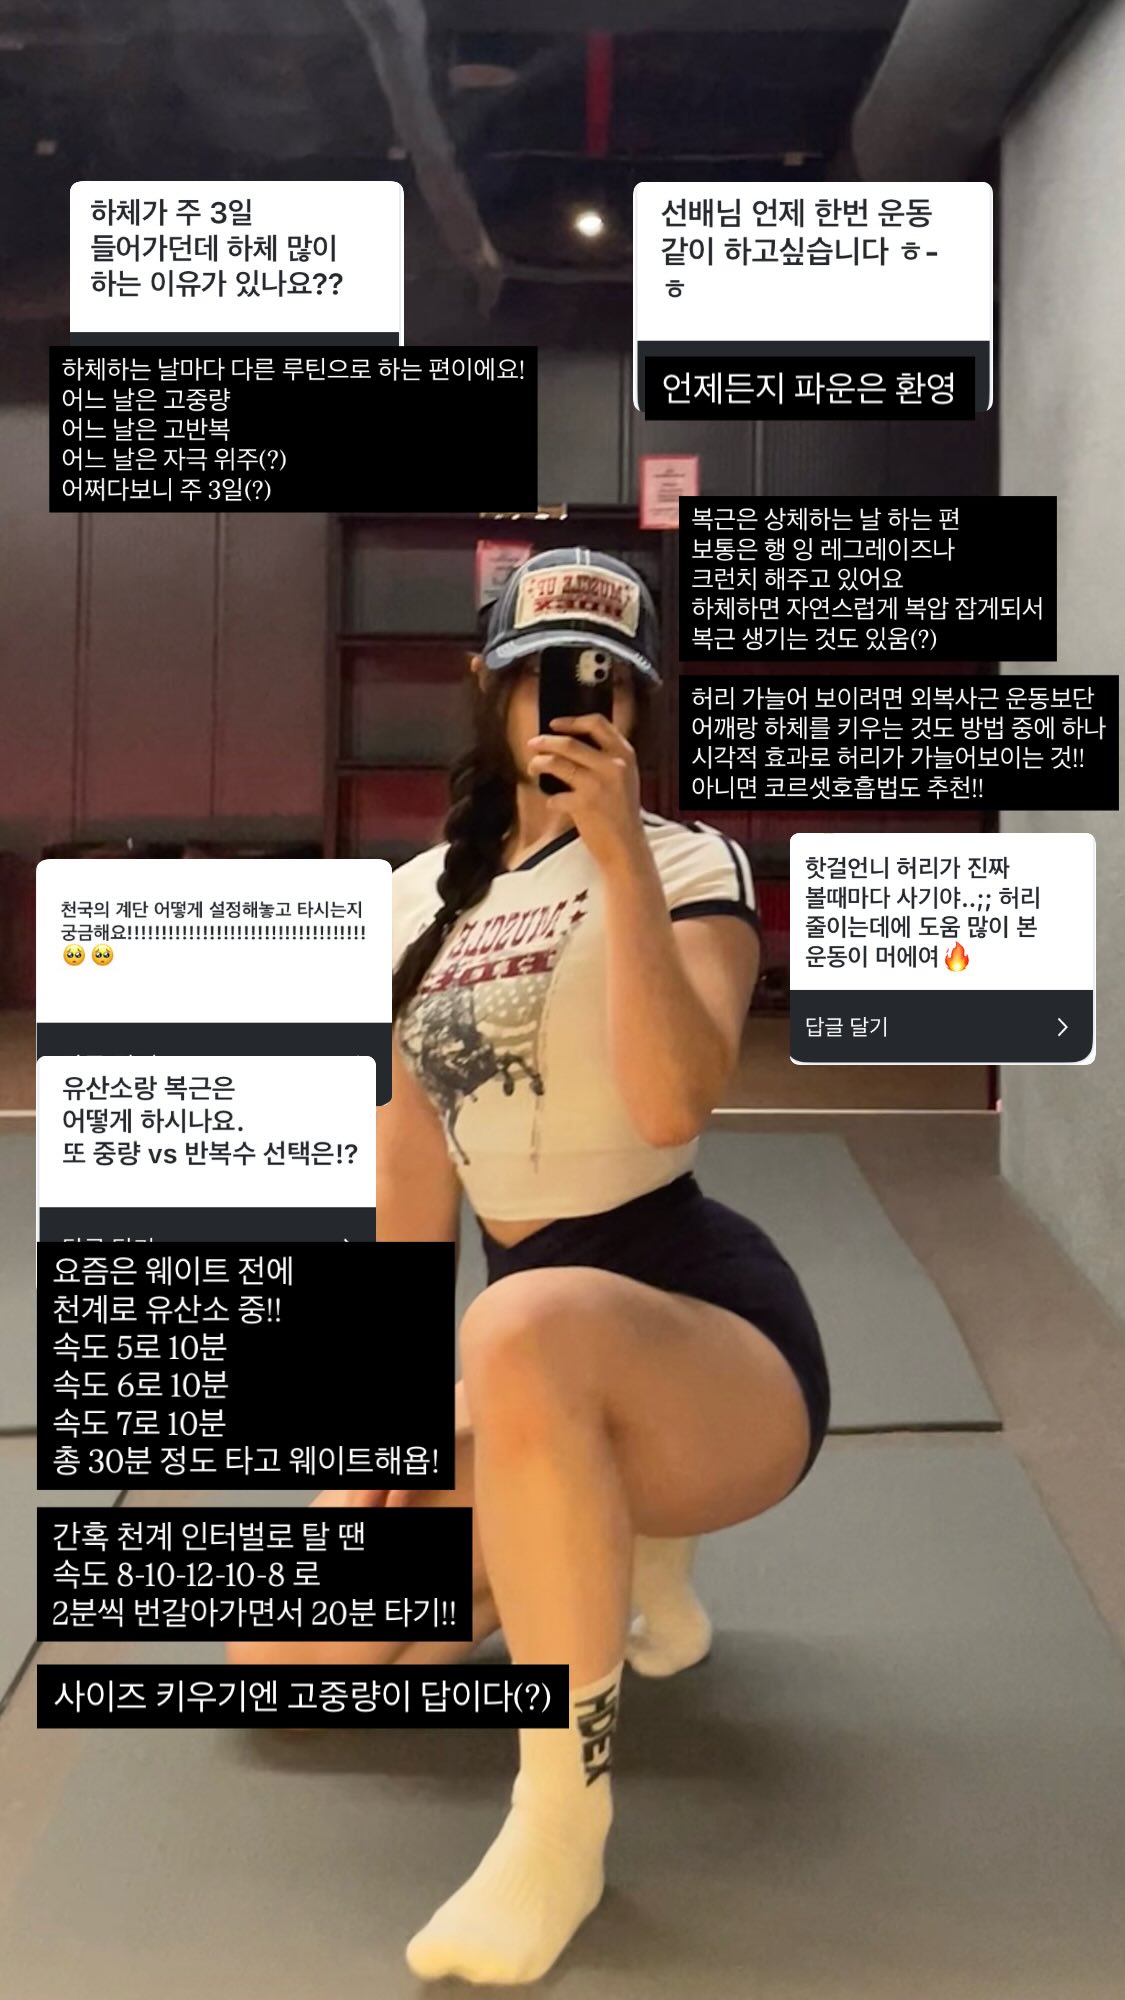 하체가 주 3일
들어가던데 하체 많이
하는 이유가 있나요??
하체하는 날마다 다른 루틴으로 하는 편이에요!
어느 날은 고중량
어느 날은 고반복
어느 날은 자극 위주(?)
어쩌다보니 주 3일(?)
선배님 언제 한번 운동
같이 하고싶습니다 ㅎ-
ㅎ
언제든지 파운은 환영
복근은 상체하는 날 하는 편
보통은 행 잉 레그레이즈나
크런치 해주고 있어요
하체하면 자연스럽게 복압 잡게되서
복근 생기는 것도 있움(?)
허리 가늘어 보이려면 외복사근 운동보단
어깨랑 하체를 키우는 것도 방법 중에 하나
시각적 효과로 허리가 가늘어보이는 것!!
아니면 코르셋호흡법도 추천!!
핫걸언니 허리가 진짜
볼때마다 사기야..;; 허리
줄이는데에 도움 많이 본
운동이 머에여🔥
답글 달기
천국의 계단 어떻게 설정해놓고 타시는지
궁금해요!!!!!!!!!!!!!!!!!!!!!!!!!!!!!!!!!!!
🥺🥺
유산소랑 복근은
어떻게 하시나요.
또 중량 vs 반복수 선택은!?
요즘은 웨이트 전에
천계로 유산소 중!!
속도 5로 10분
속도 6로 10분
속도 7로 10분
총 30분 정도 타고 웨이트해욥!
간혹 천계 인터벌로 탈 땐
속도 8-10-12-10-8 로
2분씩 번갈아가면서 20분 타기!!
사이즈 키우기엔 고중량이 답이다(?)
MUSCLE UP
HDEX
MUSCLE
HDEX
HDEX